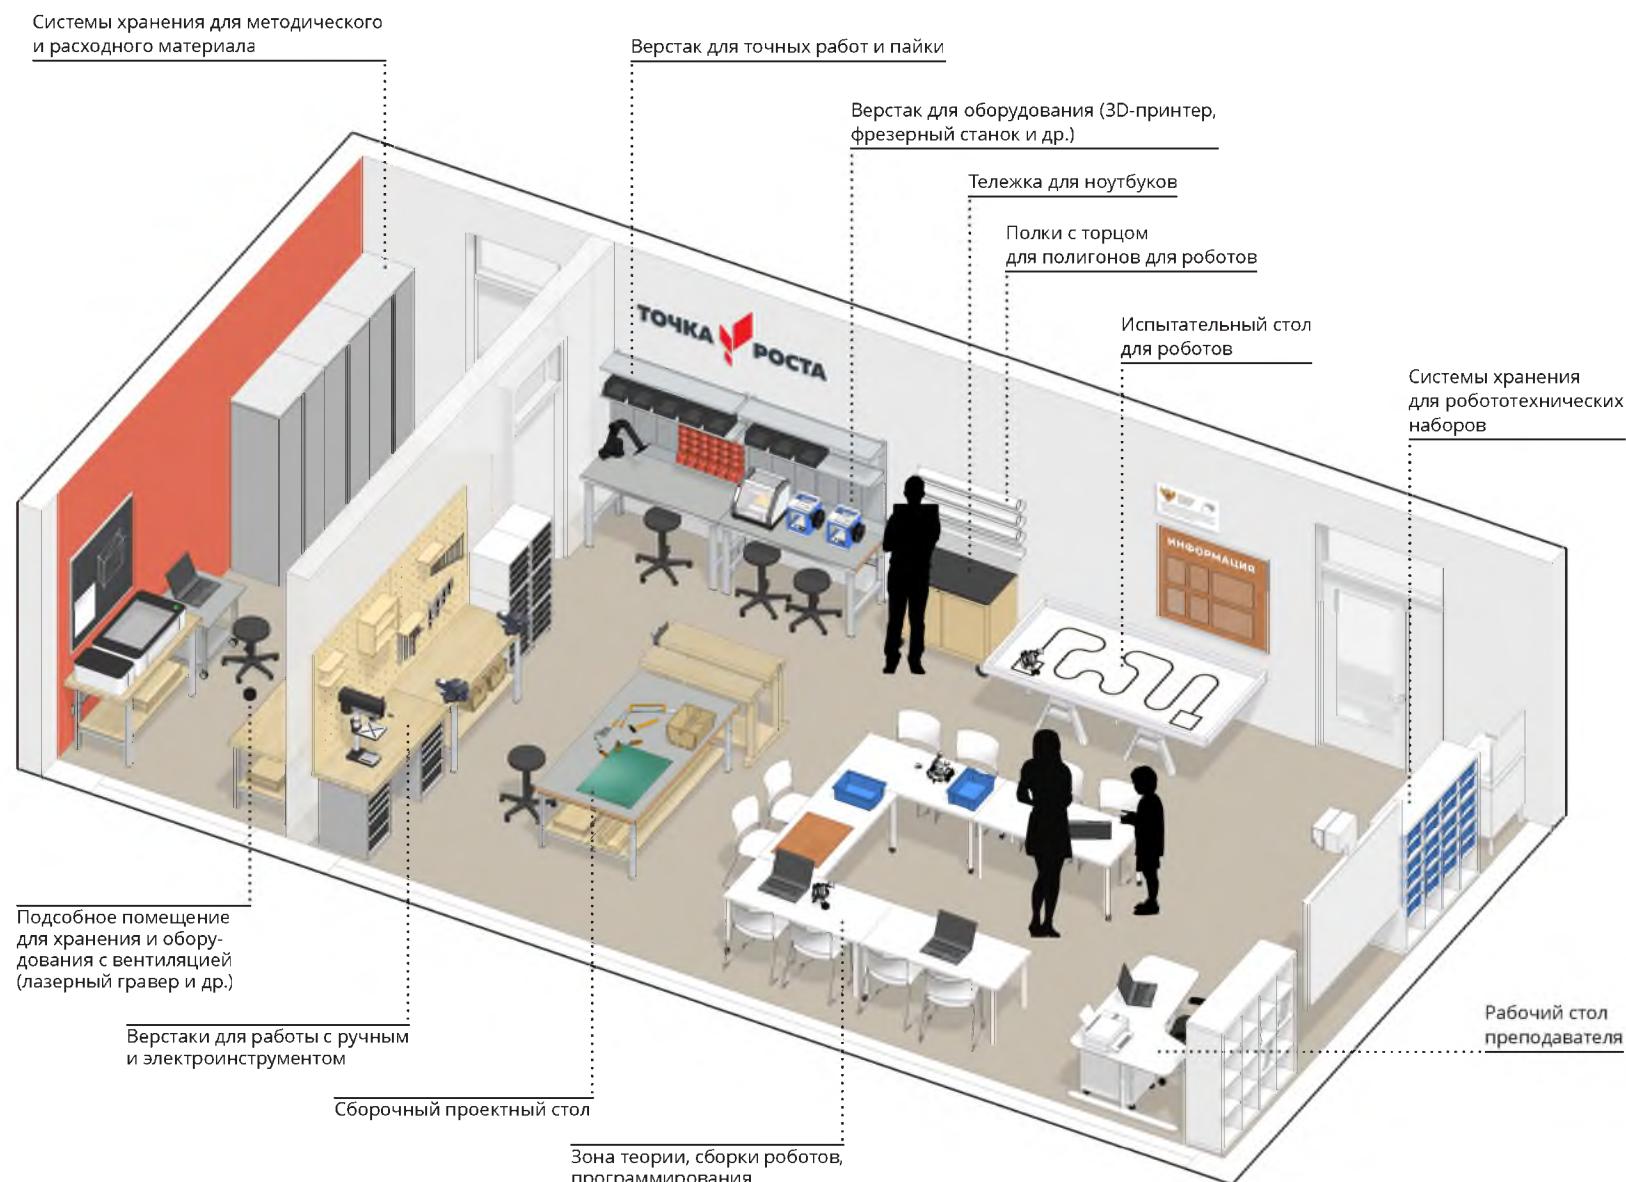 Системы хранения для методического
и расходного материала
Верстак для точных работ и пайки
Верстак для оборудования (3D-принтер,
фрезерный станок и др.)
Тележка для ноутбуков
Полки с торцом
для полигонов для роботов
Испытательный стол
для роботов
Системы хранения
для робототехнических
наборов
ТОЧКА
РОСТА
ИНФОРМАЦИЯ
Подсобное помещение
для хранения и обору-
дования с вентиляцией
(лазерный гравер и др.)
Верстаки для работы с ручным
и электроинструментом
Сборочный проектный стол
Зона теории, сборки роботов,
программирования
Рабочий стол
преподавателя